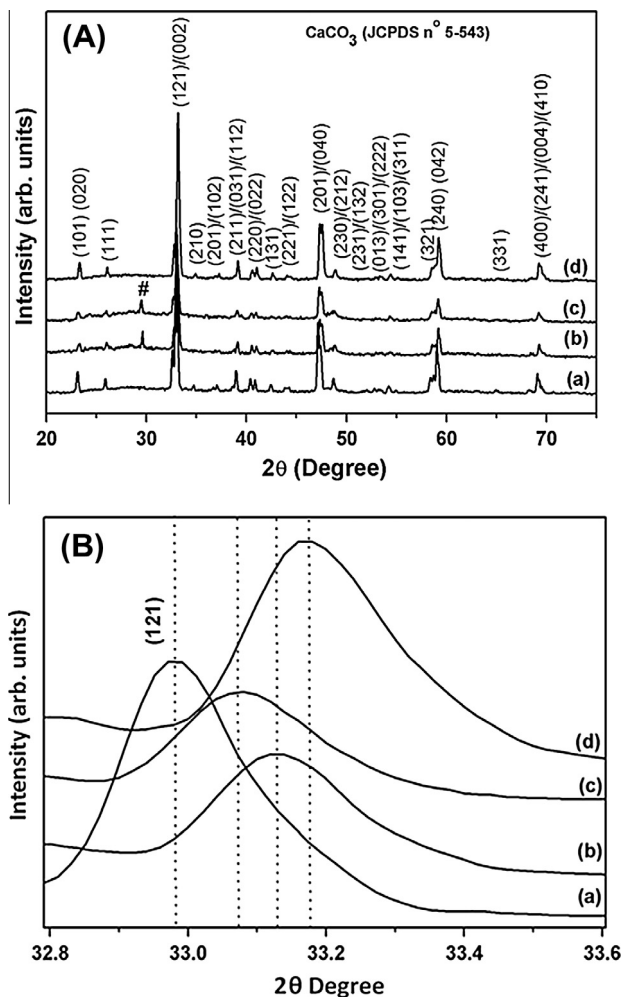 (A)
CaCO3 (JCPDS nº 5-543)
Intensity (arb. units)
(101) (020)
(111)
#
(121)/(002)
(210)
(201)/(102)
(211)/(031)/(112)
(220)/(022)
(131)
(221)/(122)
(201)/(040)
(230)/(212)
(231)/(132)
(013)/(301)/(222)
(141)/(103)/(311)
(321)
(240) (042)
(331)
(400)/(241)/(004)/(410)
(d)
(c)
(b)
(a)
20 30 40 50 60 70
2θ (Degree)
(B)
Intensity (arb. units)
(121)
(d)
(c)
(b)
(a)
32.8 33.0 33.2 33.4 33.6
2θ Degree